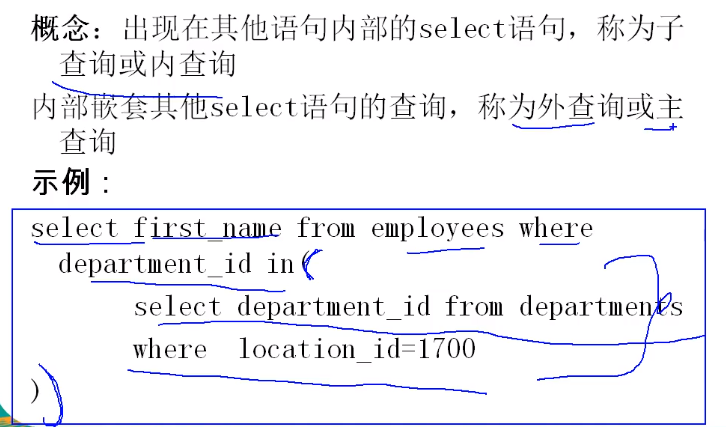 概念：出现在其他语句内部的select语句，称为子
查询或内查询
内部嵌套其他select语句的查询，称为外查询或主
查询
示例：
select first_name from employees where
department_id in(
select department_id from departments
where location_id=1700
)